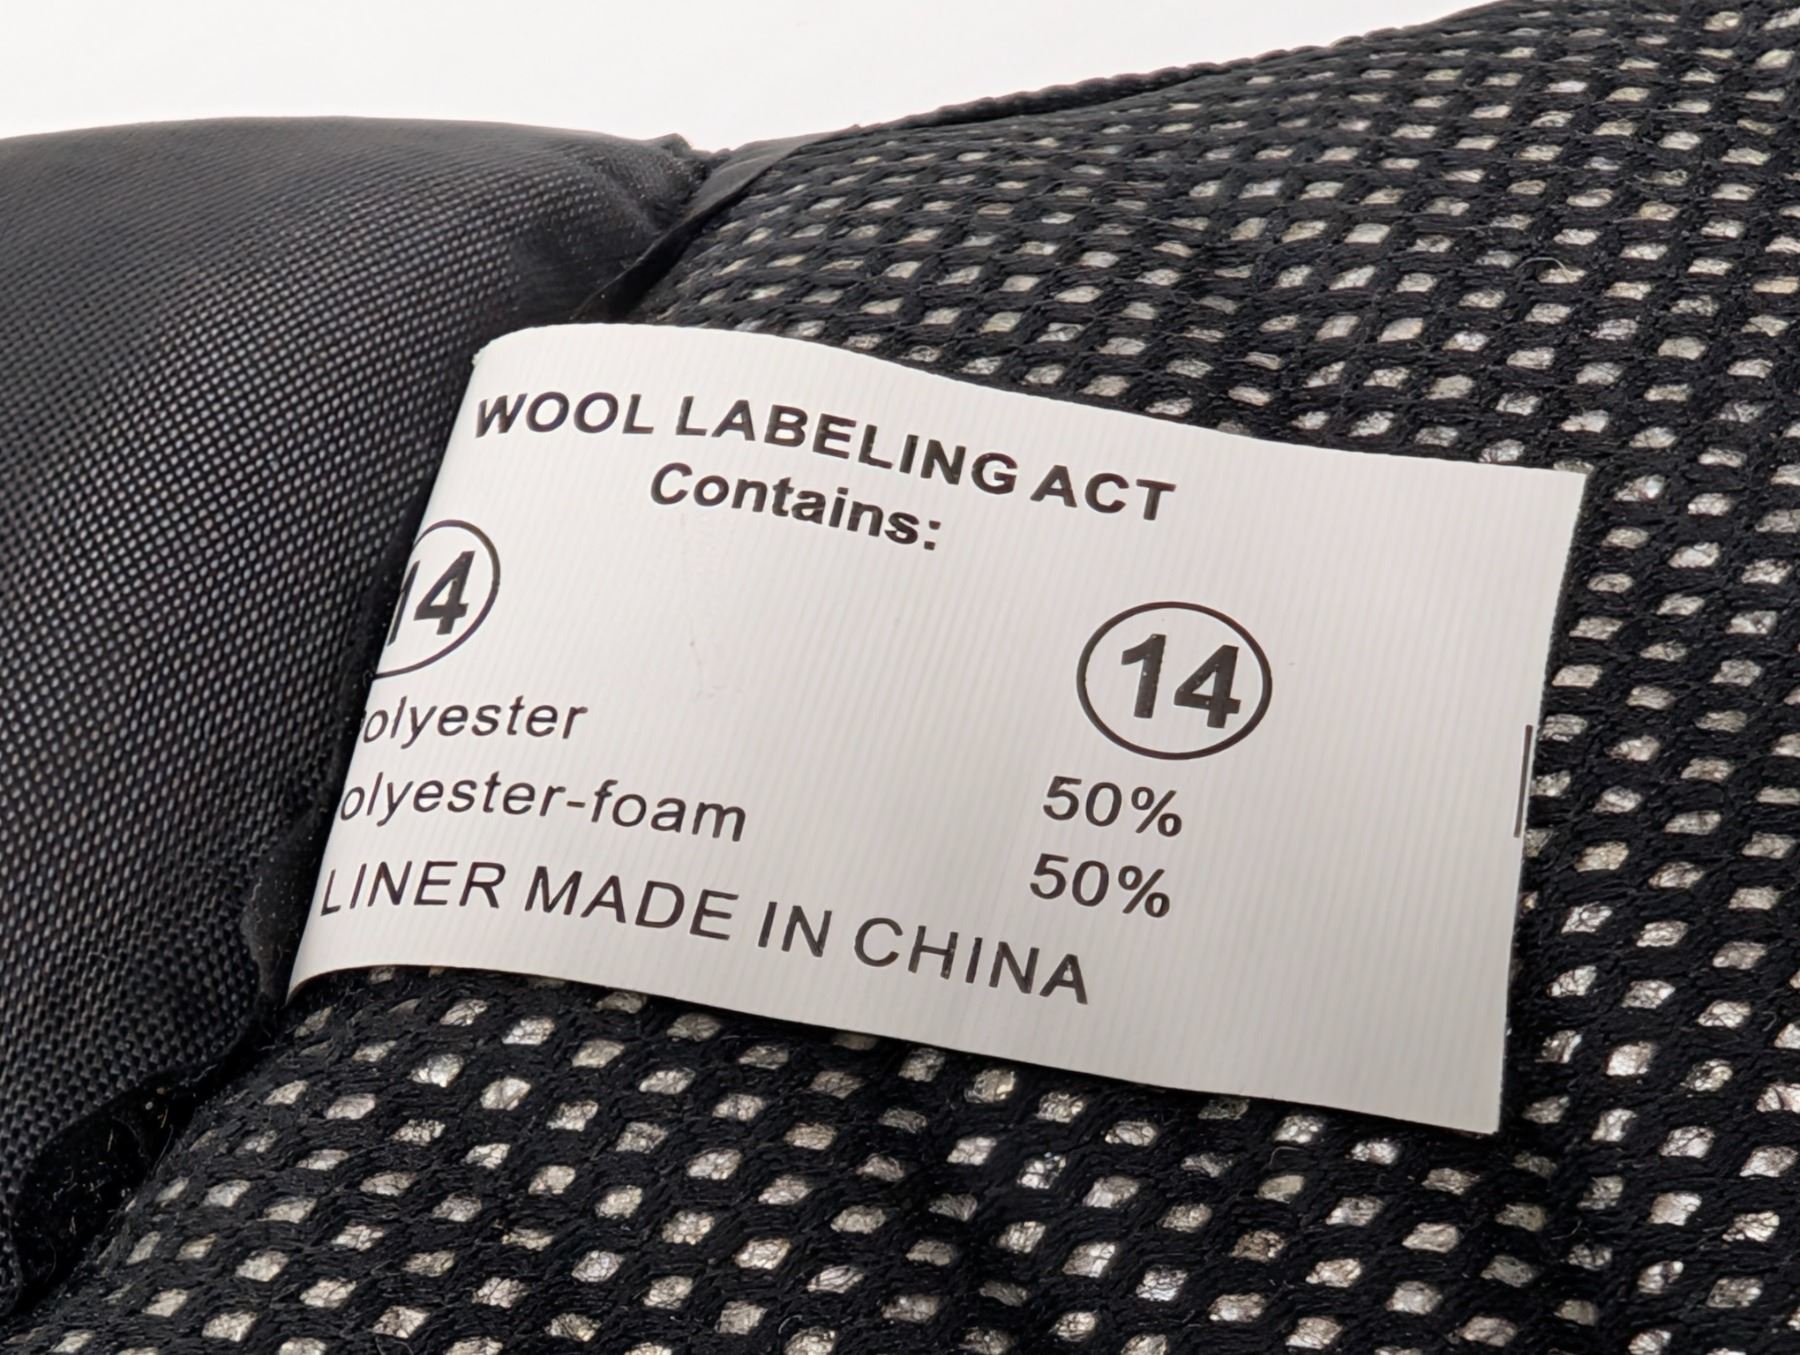 WOOL LABELING ACT
Contains:
14 14
olyester 50%
olyester-foam 50%
LINER MADE IN CHINA